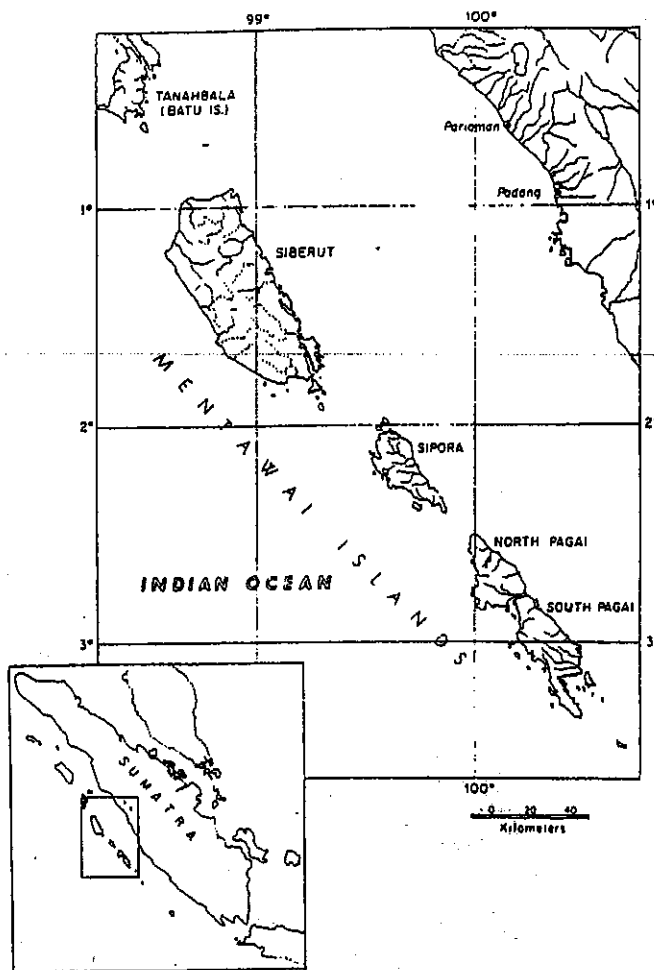 99° 100°
TANAHBALA
(BATU IS.)
Pariaman
Padang
1° 1°
SIBERUT
MENTAWAI ISLANDS
2° 2
SIPORA
NORTH PAGAI
INDIAN OCEAN
SOUTH PAGAI
3° 3
SUMATRA
100°
0 20 40
Kilometers